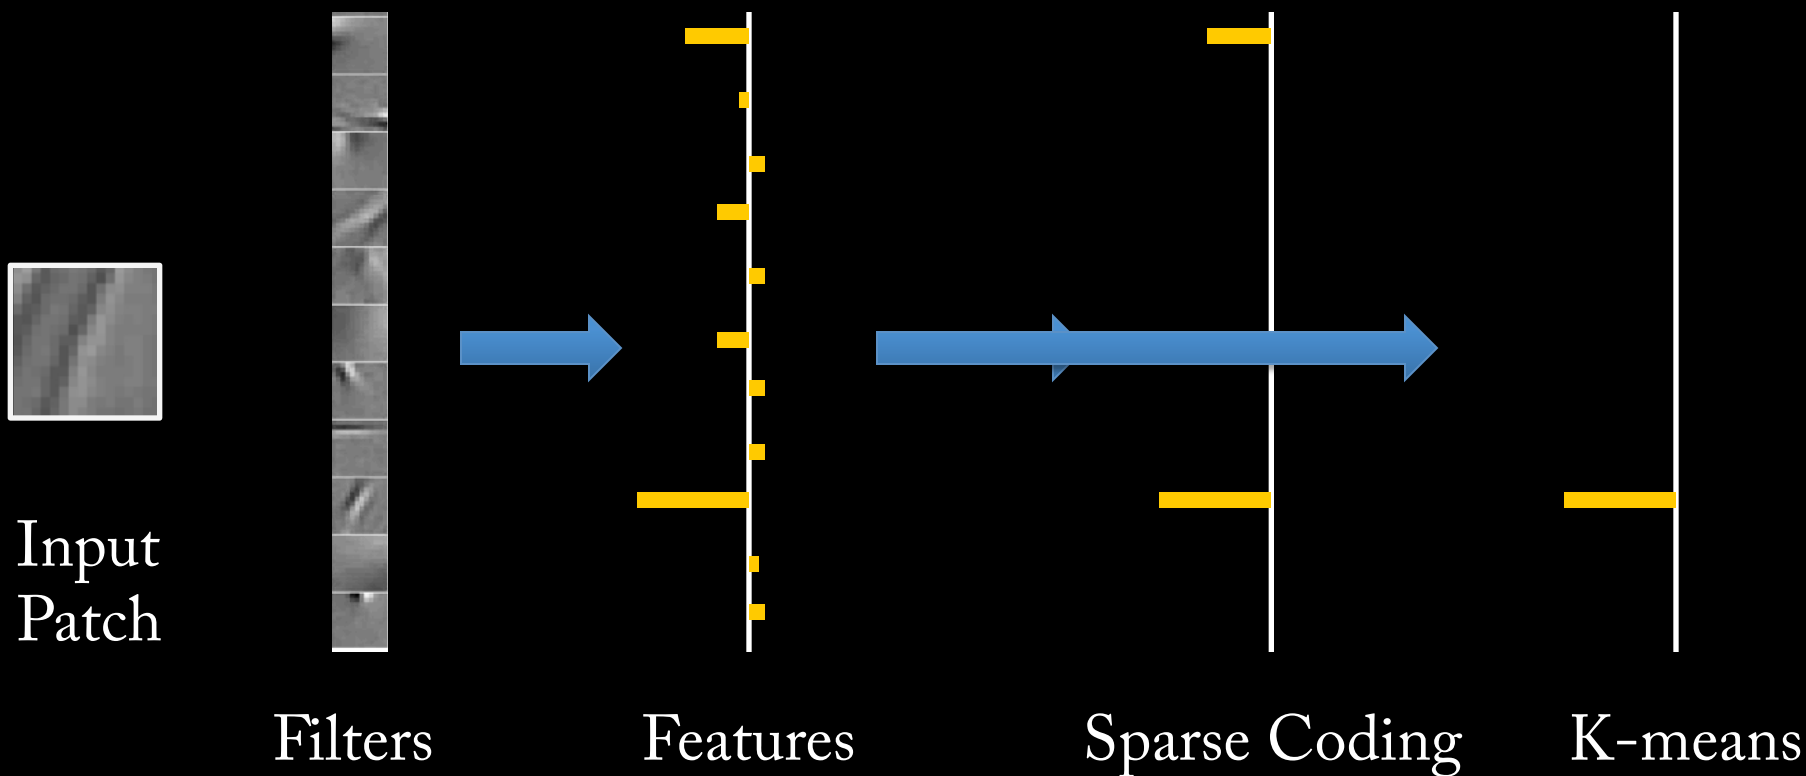 Input
Patch
Filters
Features
Sparse Coding
K-means